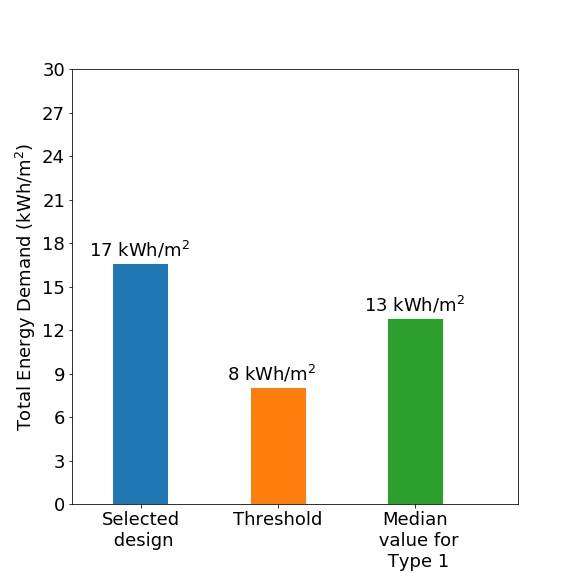 Total Energy Demand (kWh/m²)
30
27
24
21
18
15
12
9
6
3
0
17 kWh/m²
8 kWh/m²
13 kWh/m²
Selected
design
Threshold
Median
value for
Type 1